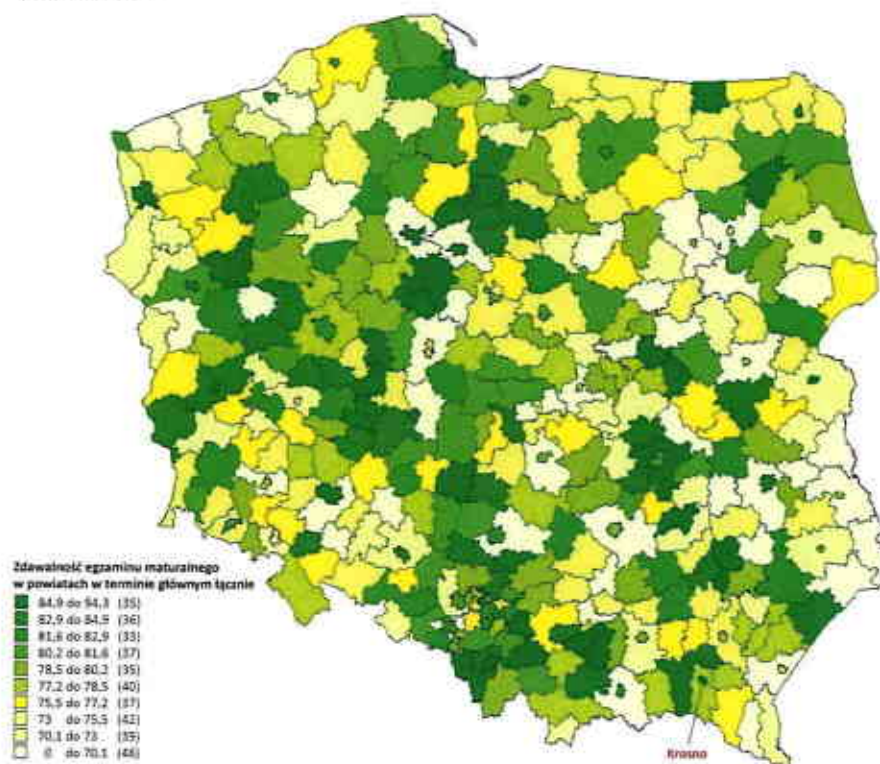 Zdawalność egzaminu maturalnego
w powiatach w terminie głównym łącznie
84,9 do 94,3 (35)
82,9 do 84,9 (36)
81,6 do 82,9 (33)
80,2 do 81,6 (37)
78,5 do 80,2 (35)
77,2 do 78,5 (40)
75,5 do 77,2 (37)
73 do 75,5 (42)
70,1 do 73 (39)
0 do 70,1 (46)
Krosno